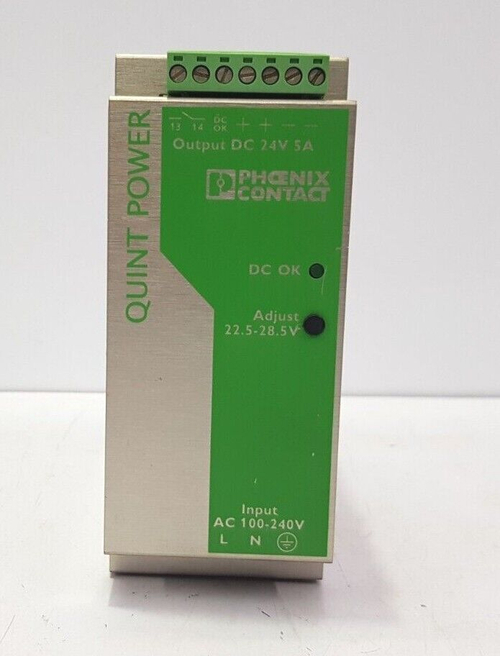 13 14 DC OK + + − − −
Output DC 24V 5A
PHŒNIX
CONTACT
QUINT POWER
DC OK
Adjust
22.5-28.5V
Input
AC 100-240V
L N